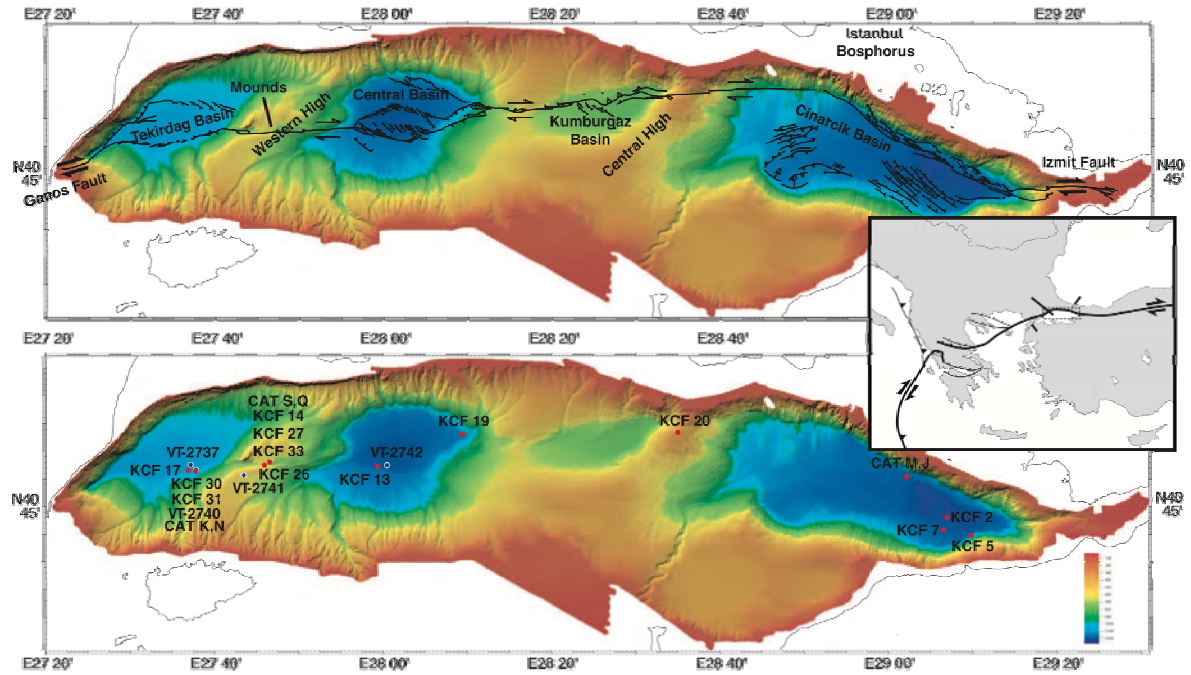 E27 20' E27 40' E28 00' E28 20' E28 40' E29 00' E29 20'
Istanbul
Bosphorus
Mounds
Central Basin
Tekirdag Basin
Western High
Kumburgaz
Basin
Central High
Cinarcik Basin
Izmit Fault
N40
45'
N40
45'
Ganos Fault
E27 20' E27 40' E28 00' E28 20' E28 40' E29 00' E29 20'
CAT S,Q
KCF 14
KCF 27
KCF 33
KCF 25
VT-2737
KCF 17
KCF 30
KCF 31
VT-2740
CAT K,N
VT-2741
VT-2742
KCF 13
KCF 19
KCF 20
CAT M,J
KCF 2
KCF 7
KCF 5
N40
45'
N40
45'
E27 20' E27 40' E28 00' E28 20' E28 40' E29 00' E29 20'